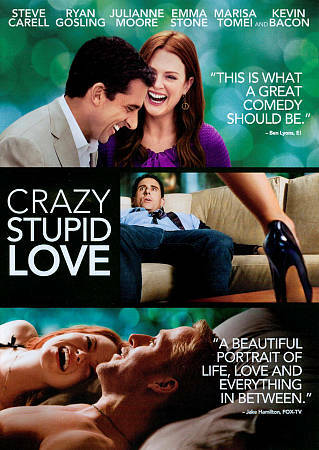 STEVE RYAN JULIANNE EMMA MARISA KEVIN
CARELL GOSLING MOORE STONE TOMEI AND BACON
"THIS IS WHAT
A GREAT
COMEDY
SHOULD BE."
– Ben Lyons, E!
CRAZY
STUPID
LOVE
"A BEAUTIFUL
PORTRAIT OF
LIFE, LOVE AND
EVERYTHING
IN BETWEEN."
– Jake Hamilton, FOX-TV